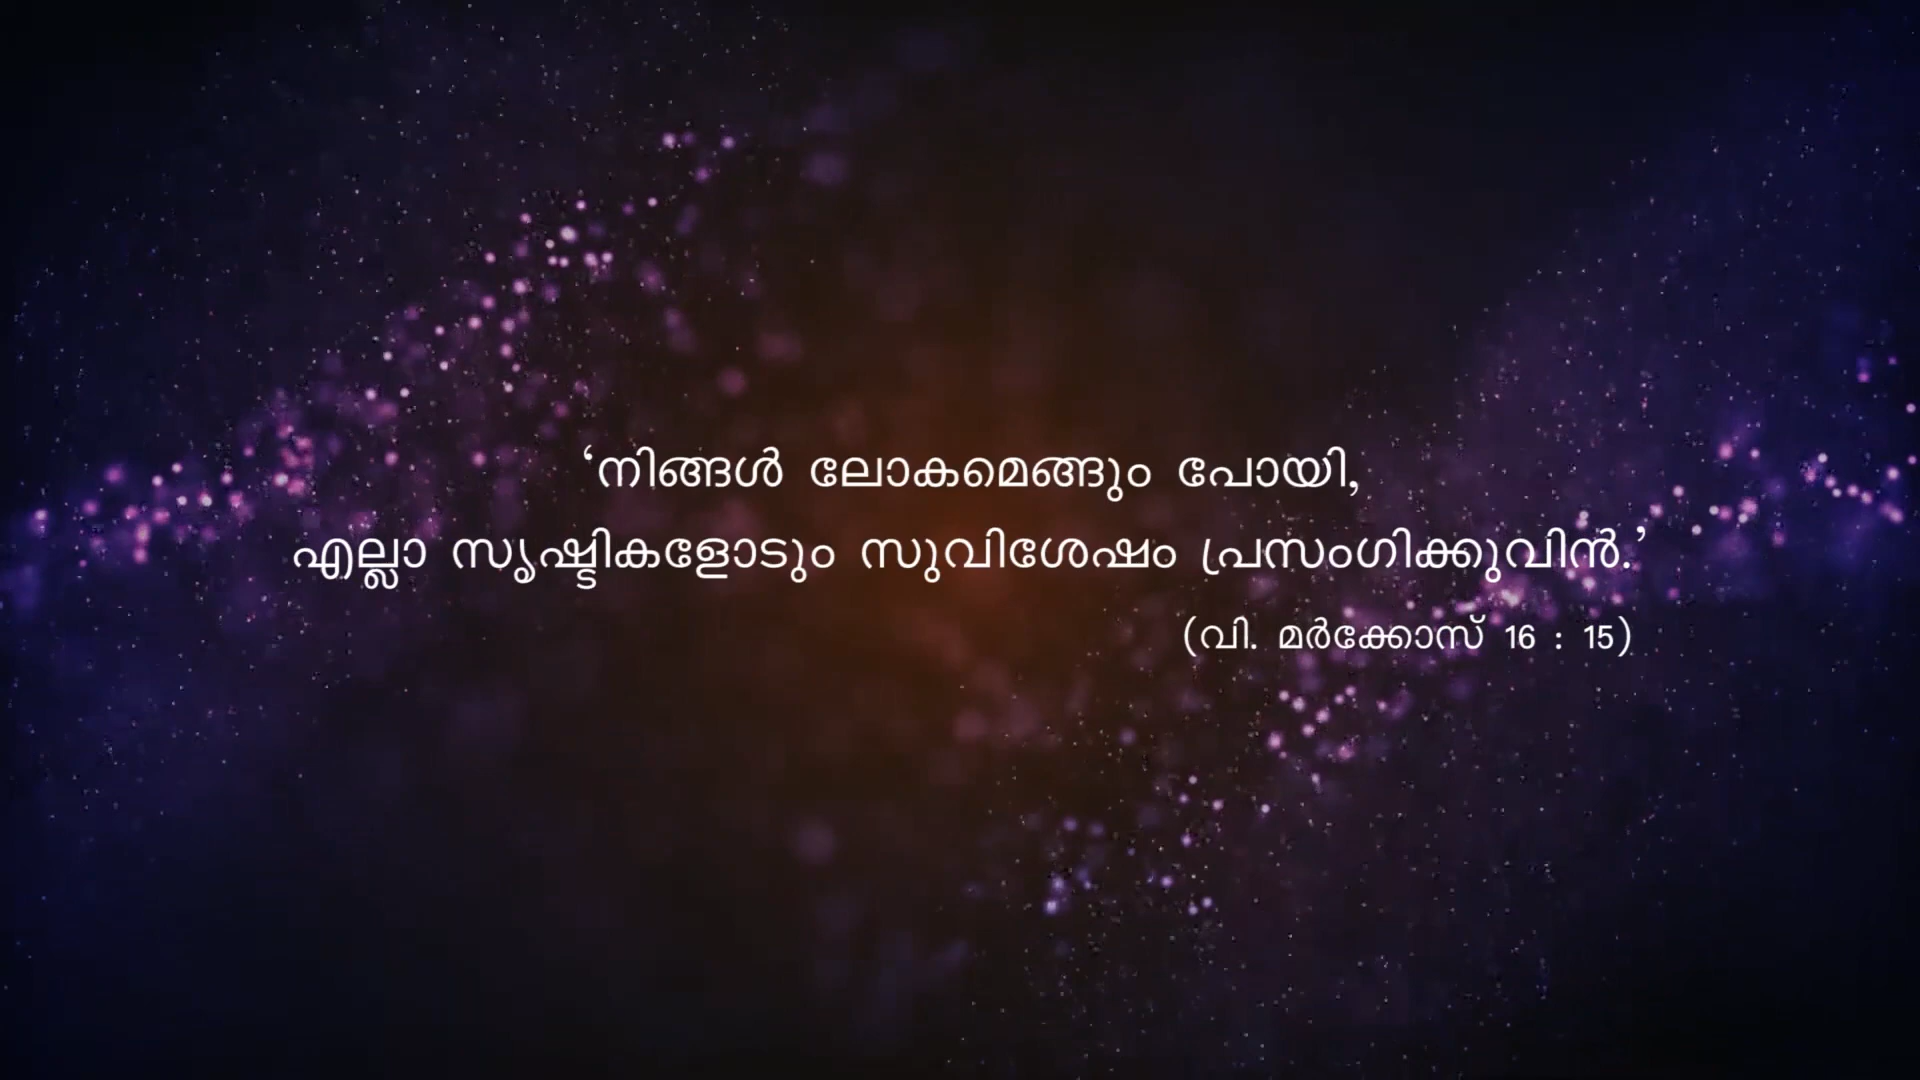 ‘നിങ്ങൾ ലോകമെങ്ങും പോയി,
എല്ലാ സൃഷ്ടികളോടും സുവിശേഷം പ്രസംഗിക്കുവിൻ.’
(വി. മർക്കോസ് 16 : 15)